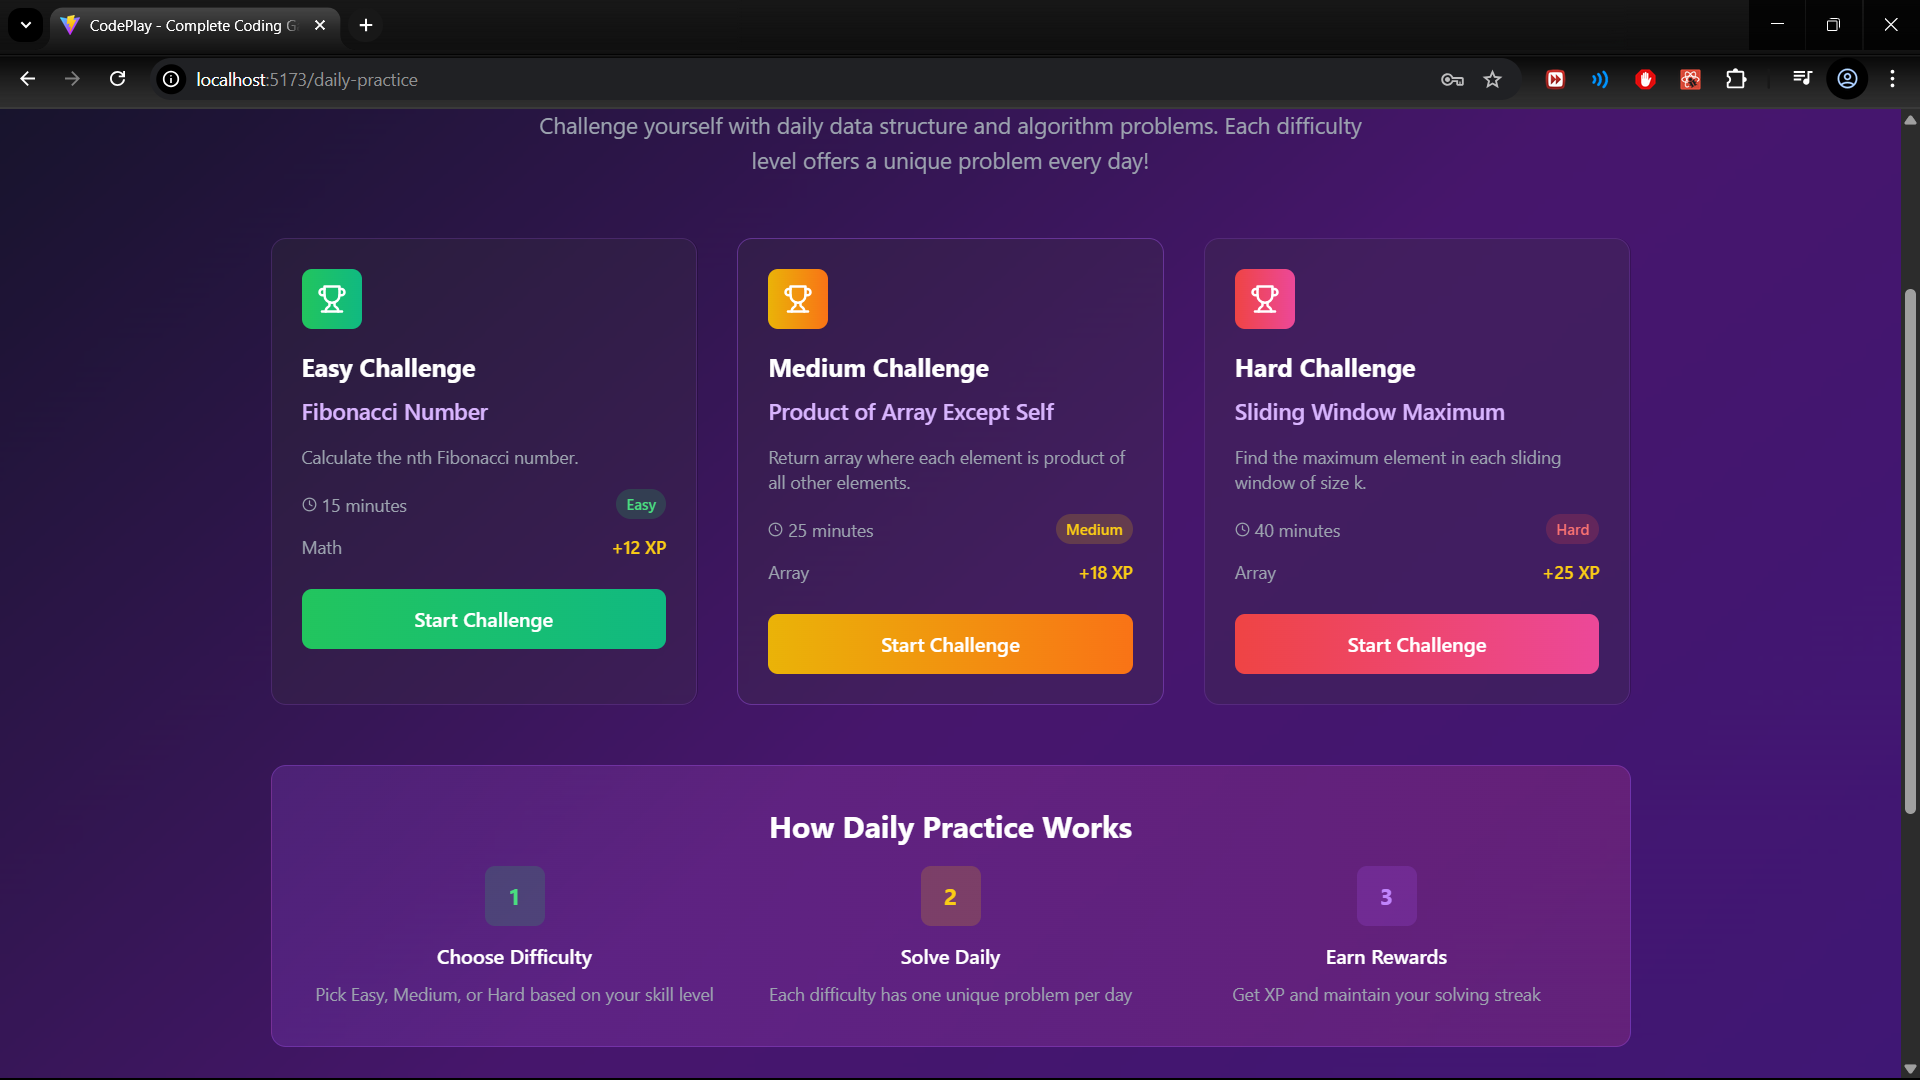 CodePlay - Complete Coding G
localhost:5173/daily-practice
Challenge yourself with daily data structure and algorithm problems. Each difficulty
level offers a unique problem every day!
Easy Challenge
Fibonacci Number
Calculate the nth Fibonacci number.
15 minutes
Easy
Math
+12 XP
Start Challenge
Medium Challenge
Product of Array Except Self
Return array where each element is product of
all other elements.
25 minutes
Medium
Array
+18 XP
Start Challenge
Hard Challenge
Sliding Window Maximum
Find the maximum element in each sliding
window of size k.
40 minutes
Hard
Array
+25 XP
Start Challenge
How Daily Practice Works
1
Choose Difficulty
Pick Easy, Medium, or Hard based on your skill level
2
Solve Daily
Each difficulty has one unique problem per day
3
Earn Rewards
Get XP and maintain your solving streak